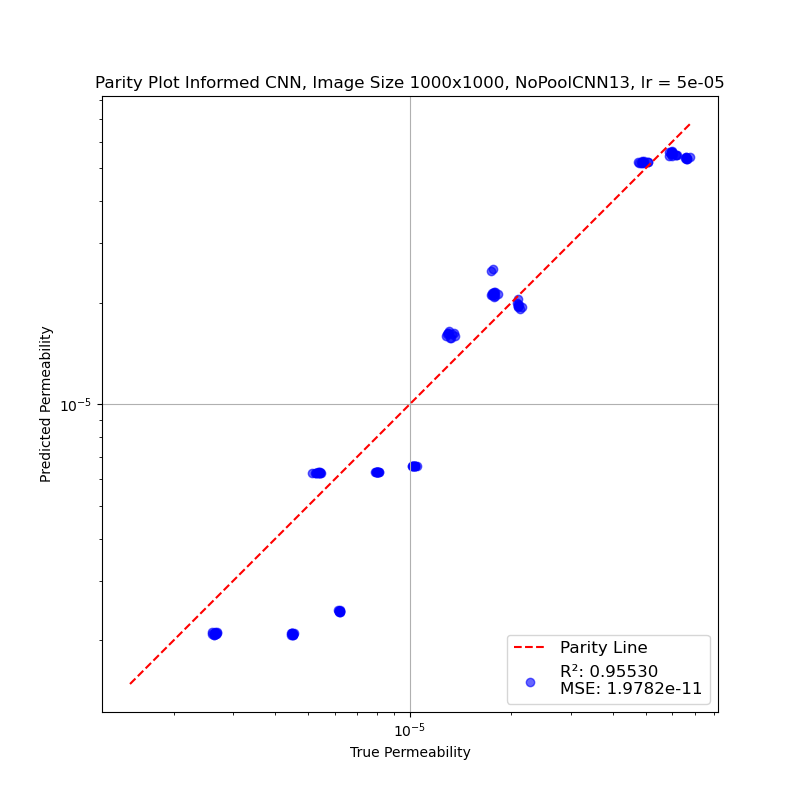 Parity Plot Informed CNN, Image Size 1000x1000, NoPoolCNN13, lr = 5e-05
Predicted Permeability
10⁻⁵
Parity Line
R²: 0.95530
MSE: 1.9782e-11
10⁻⁵
True Permeability